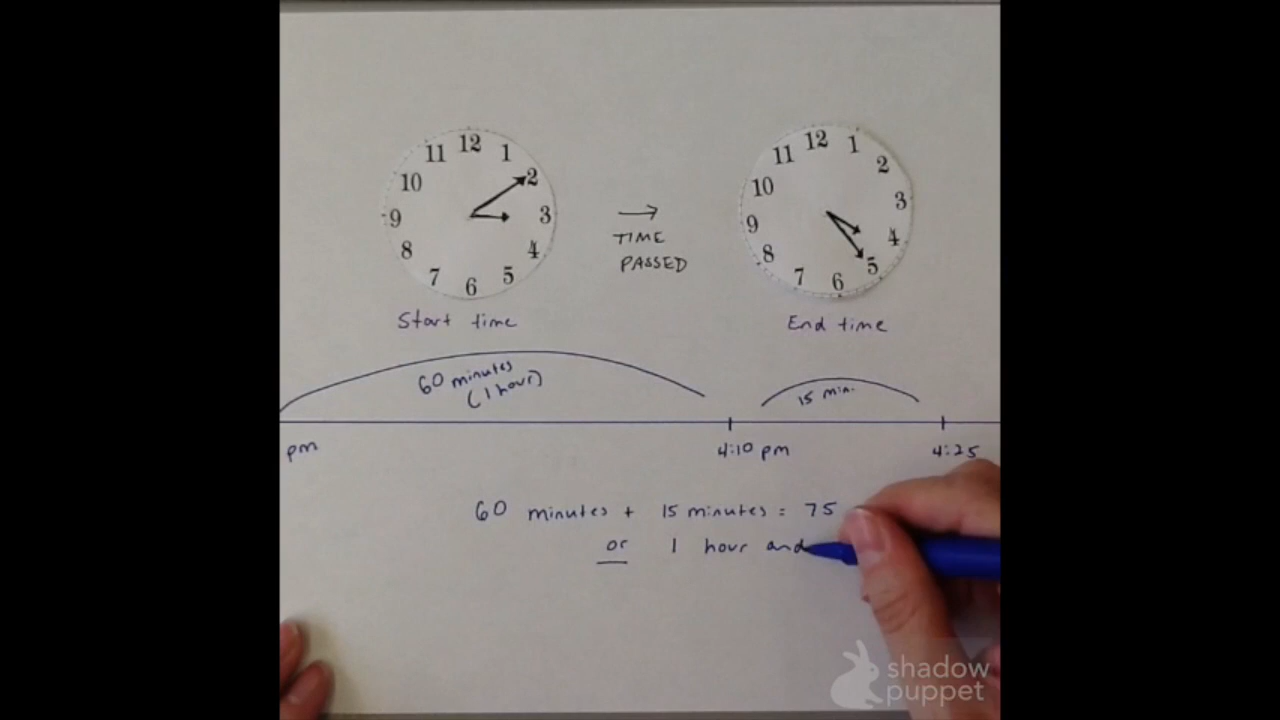 12 1 2 3 4 5 6 7 8 9 10 11
12 1 2 3 4 5 6 7 8 9 10 11
TIME
PASSED
Start time
End time
60 minutes
(1 hour)
15 min.
pm
4:10 pm
4:25
60 minutes + 15 minutes = 75
or 1 hour and
shadow
puppet